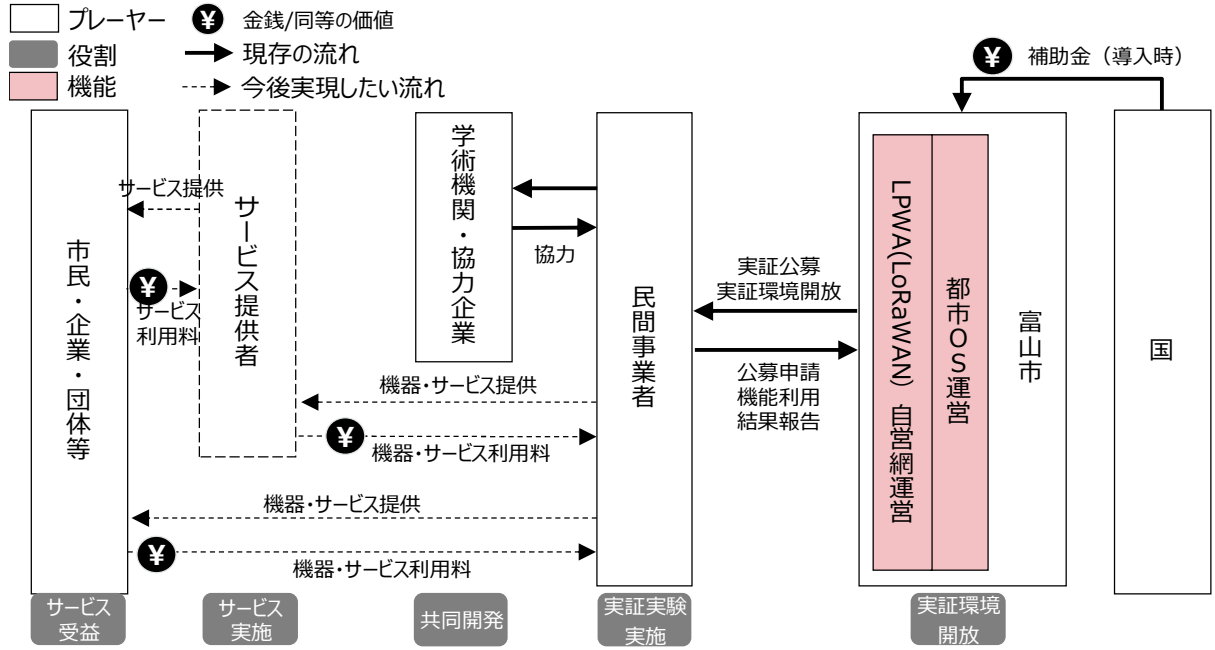 プレーヤー
¥ 金銭/同等の価値
役割
現存の流れ
機能
今後実現したい流れ
¥ 補助金（導入時）
市民・企業・団体等
サービス提供
¥
サービス
利用料
サービス提供者
学術機関・協力企業
協力
機器・サービス提供
¥
機器・サービス利用料
機器・サービス提供
¥
機器・サービス利用料
民間事業者
実証公募
実証環境開放
公募申請
機能利用
結果報告
LPWA(LoRaWAN) 自営網運営
都市OS運営
富山市
国
サービス
受益
サービス
実施
共同開発
実証実験
実施
実証環境
開放